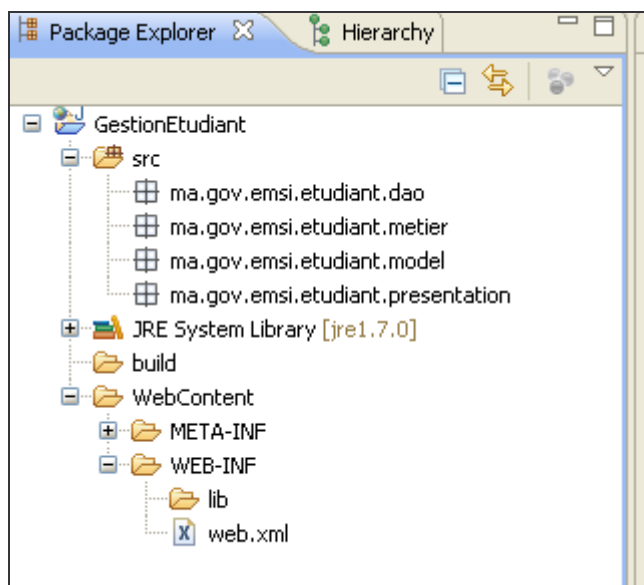 Package Explorer Hierarchy
GestionEtudiant
src
ma.gov.emsi.etudiant.dao
ma.gov.emsi.etudiant.metier
ma.gov.emsi.etudiant.model
ma.gov.emsi.etudiant.presentation
JRE System Library [jre1.7.0]
build
WebContent
META-INF
WEB-INF
lib
web.xml